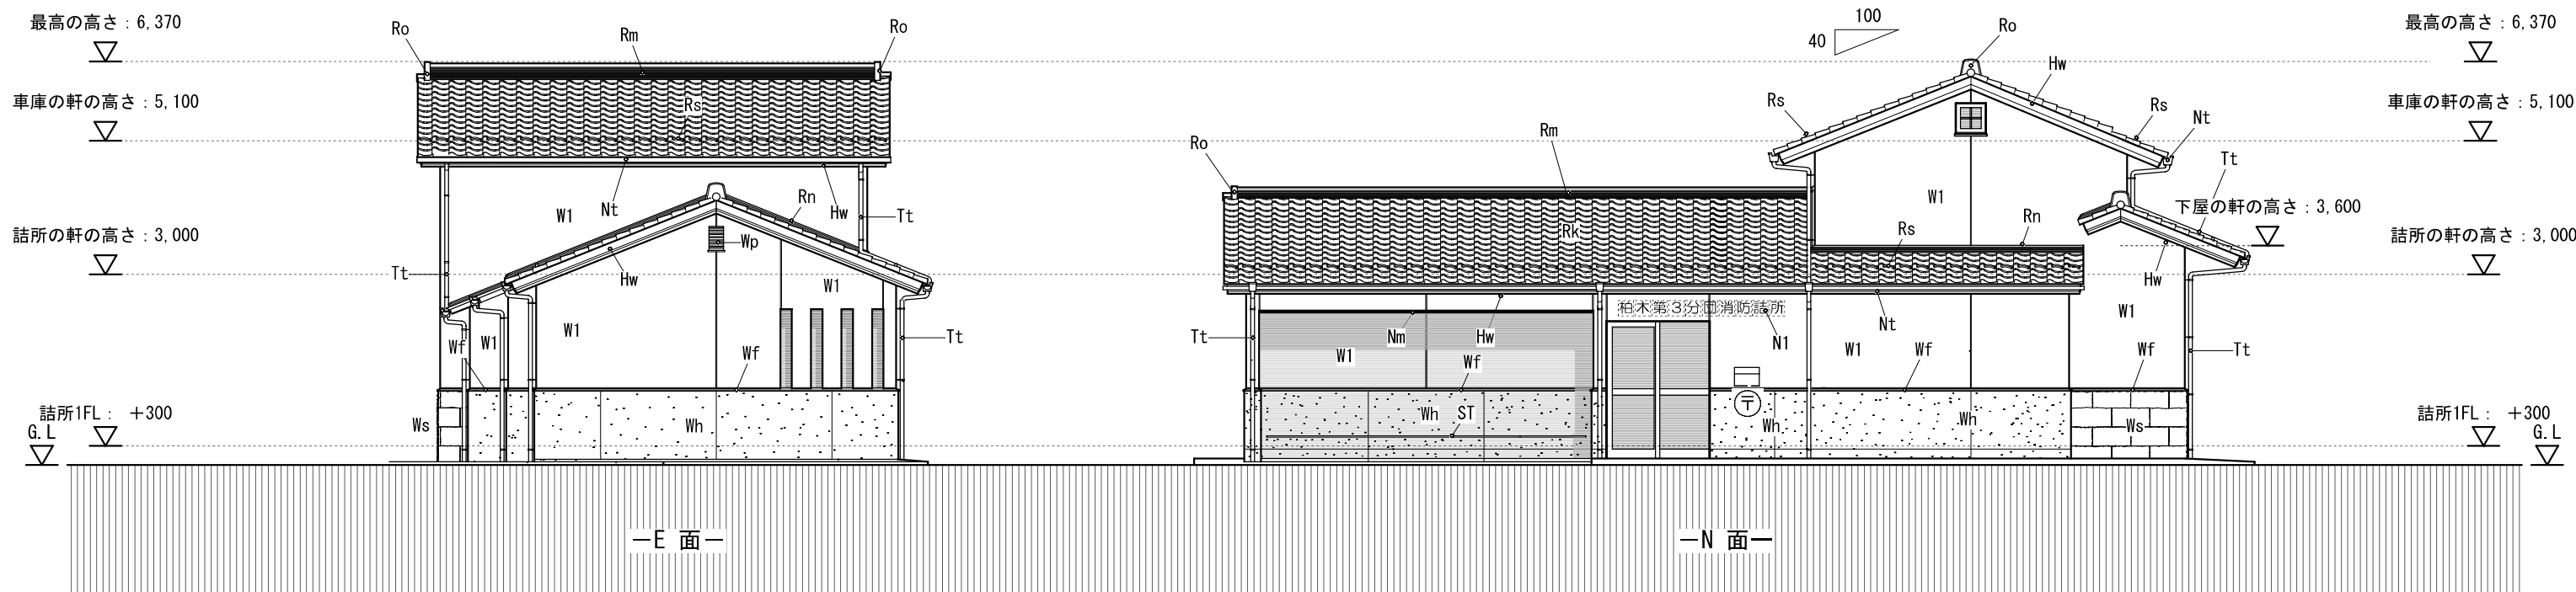 最高の高さ：6,370
車庫の軒の高さ：5,100
詰所の軒の高さ：3,000
詰所1FL： +300
G.L
Ro
Rm
Ro
Rs
W1
Nt
Rn
Hw
Tt
Wp
Tt
Hw
W1
Wf
W1
W1
Wf
Tt
Ws
Wh
—E 面—
100
40
Ro
Hw
Rs
Rs
Nt
Ro
Rm
Tt
W1
Rk
Rs
Rn
下屋の軒の高さ：3,600
Hw
柏木第3分団消防詰所
Tt
Nm
Hw
W1
Wf
N1
W1
Nt
Wf
W1
Wf
Tt
〒
Wh
ST
Wh
Wh
Ws
—N 面—
最高の高さ：6,370
車庫の軒の高さ：5,100
詰所の軒の高さ：3,000
詰所1FL： +300
G.L